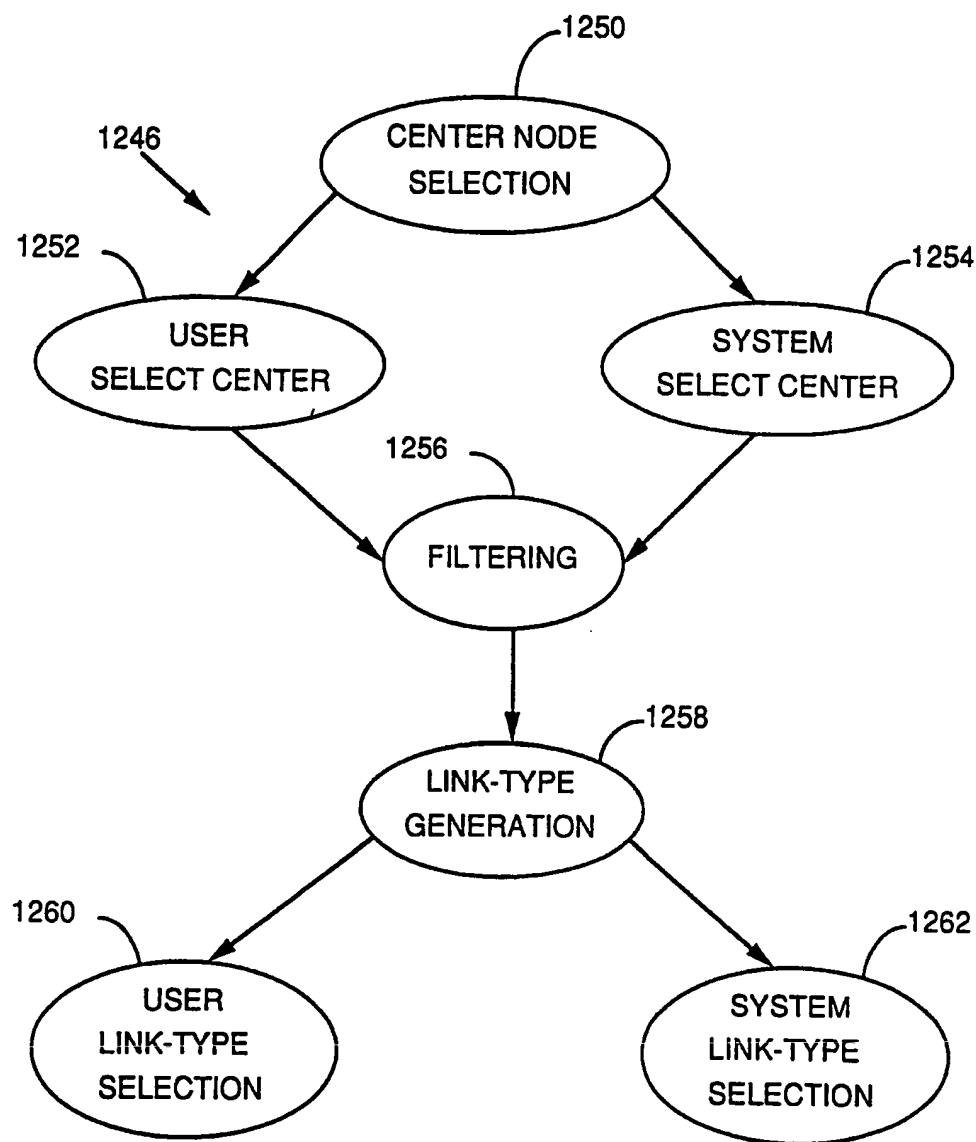 1250
CENTER NODE
SELECTION
1246
1252
1254
USER
SELECT CENTER
SYSTEM
SELECT CENTER
1256
FILTERING
1258
LINK-TYPE
GENERATION
1260
1262
USER
LINK-TYPE
SELECTION
SYSTEM
LINK-TYPE
SELECTION